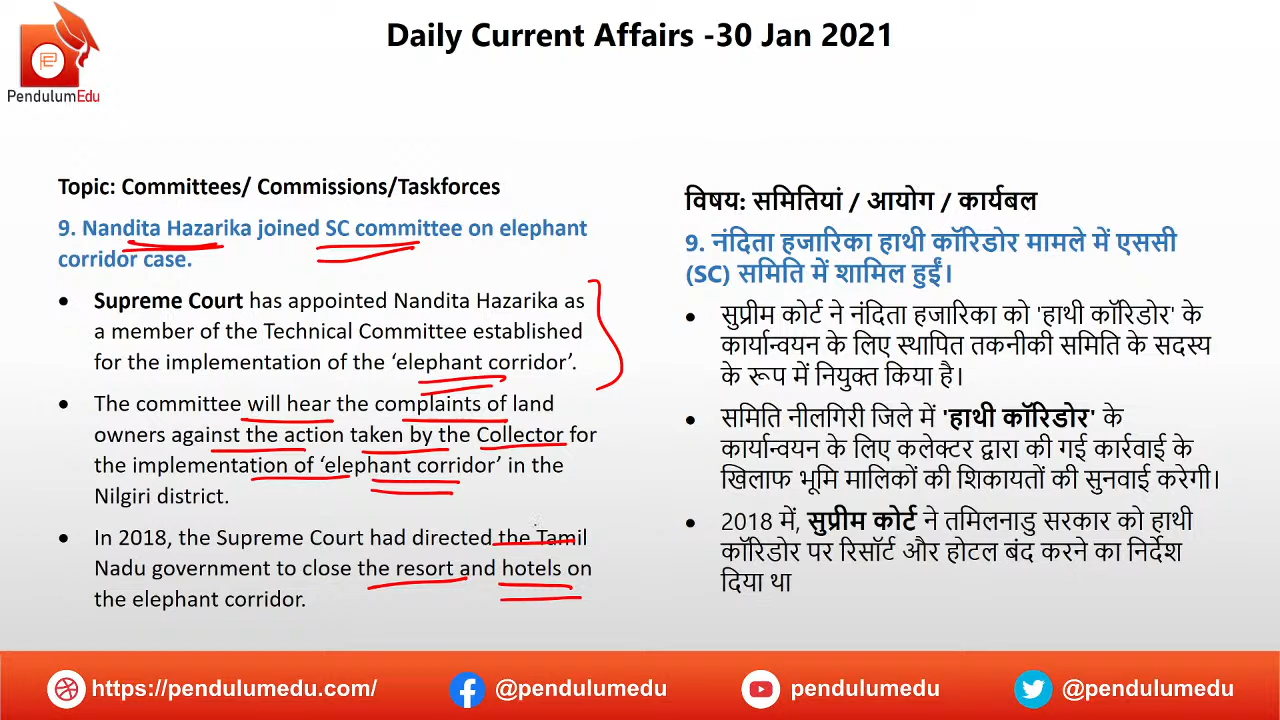 Daily Current Affairs -30 Jan 2021
PendulumEdu
Topic: Committees/ Commissions/Taskforces
9. Nandita Hazarika joined SC committee on elephant
corridor case.
• Supreme Court has appointed Nandita Hazarika as
a member of the Technical Committee established
for the implementation of the ‘elephant corridor’.
• The committee will hear the complaints of land
owners against the action taken by the Collector for
the implementation of ‘elephant corridor’ in the
Nilgiri district.
• In 2018, the Supreme Court had directed the Tamil
Nadu government to close the resort and hotels on
the elephant corridor.
विषय: समितियां / आयोग / कार्यबल
9. नंदिता हजारिका हाथी कॉरिडोर मामले में एससी
(SC) समिति में शामिल हुईं।
• सुप्रीम कोर्ट ने नंदिता हजारिका को 'हाथी कॉरिडोर' के
कार्यान्वयन के लिए स्थापित तकनीकी समिति के सदस्य
के रूप में नियुक्त किया है।
• समिति नीलगिरी जिले में 'हाथी कॉरिडोर' के
कार्यान्वयन के लिए कलेक्टर द्वारा की गई कार्रवाई के
खिलाफ भूमि मालिकों की शिकायतों की सुनवाई करेगी।
• 2018 में, सुप्रीम कोर्ट ने तमिलनाडु सरकार को हाथी
कॉरिडोर पर रिसॉर्ट और होटल बंद करने का निर्देश
दिया था
https://pendulumedu.com/
@pendulumedu
pendulumedu
@pendulumedu